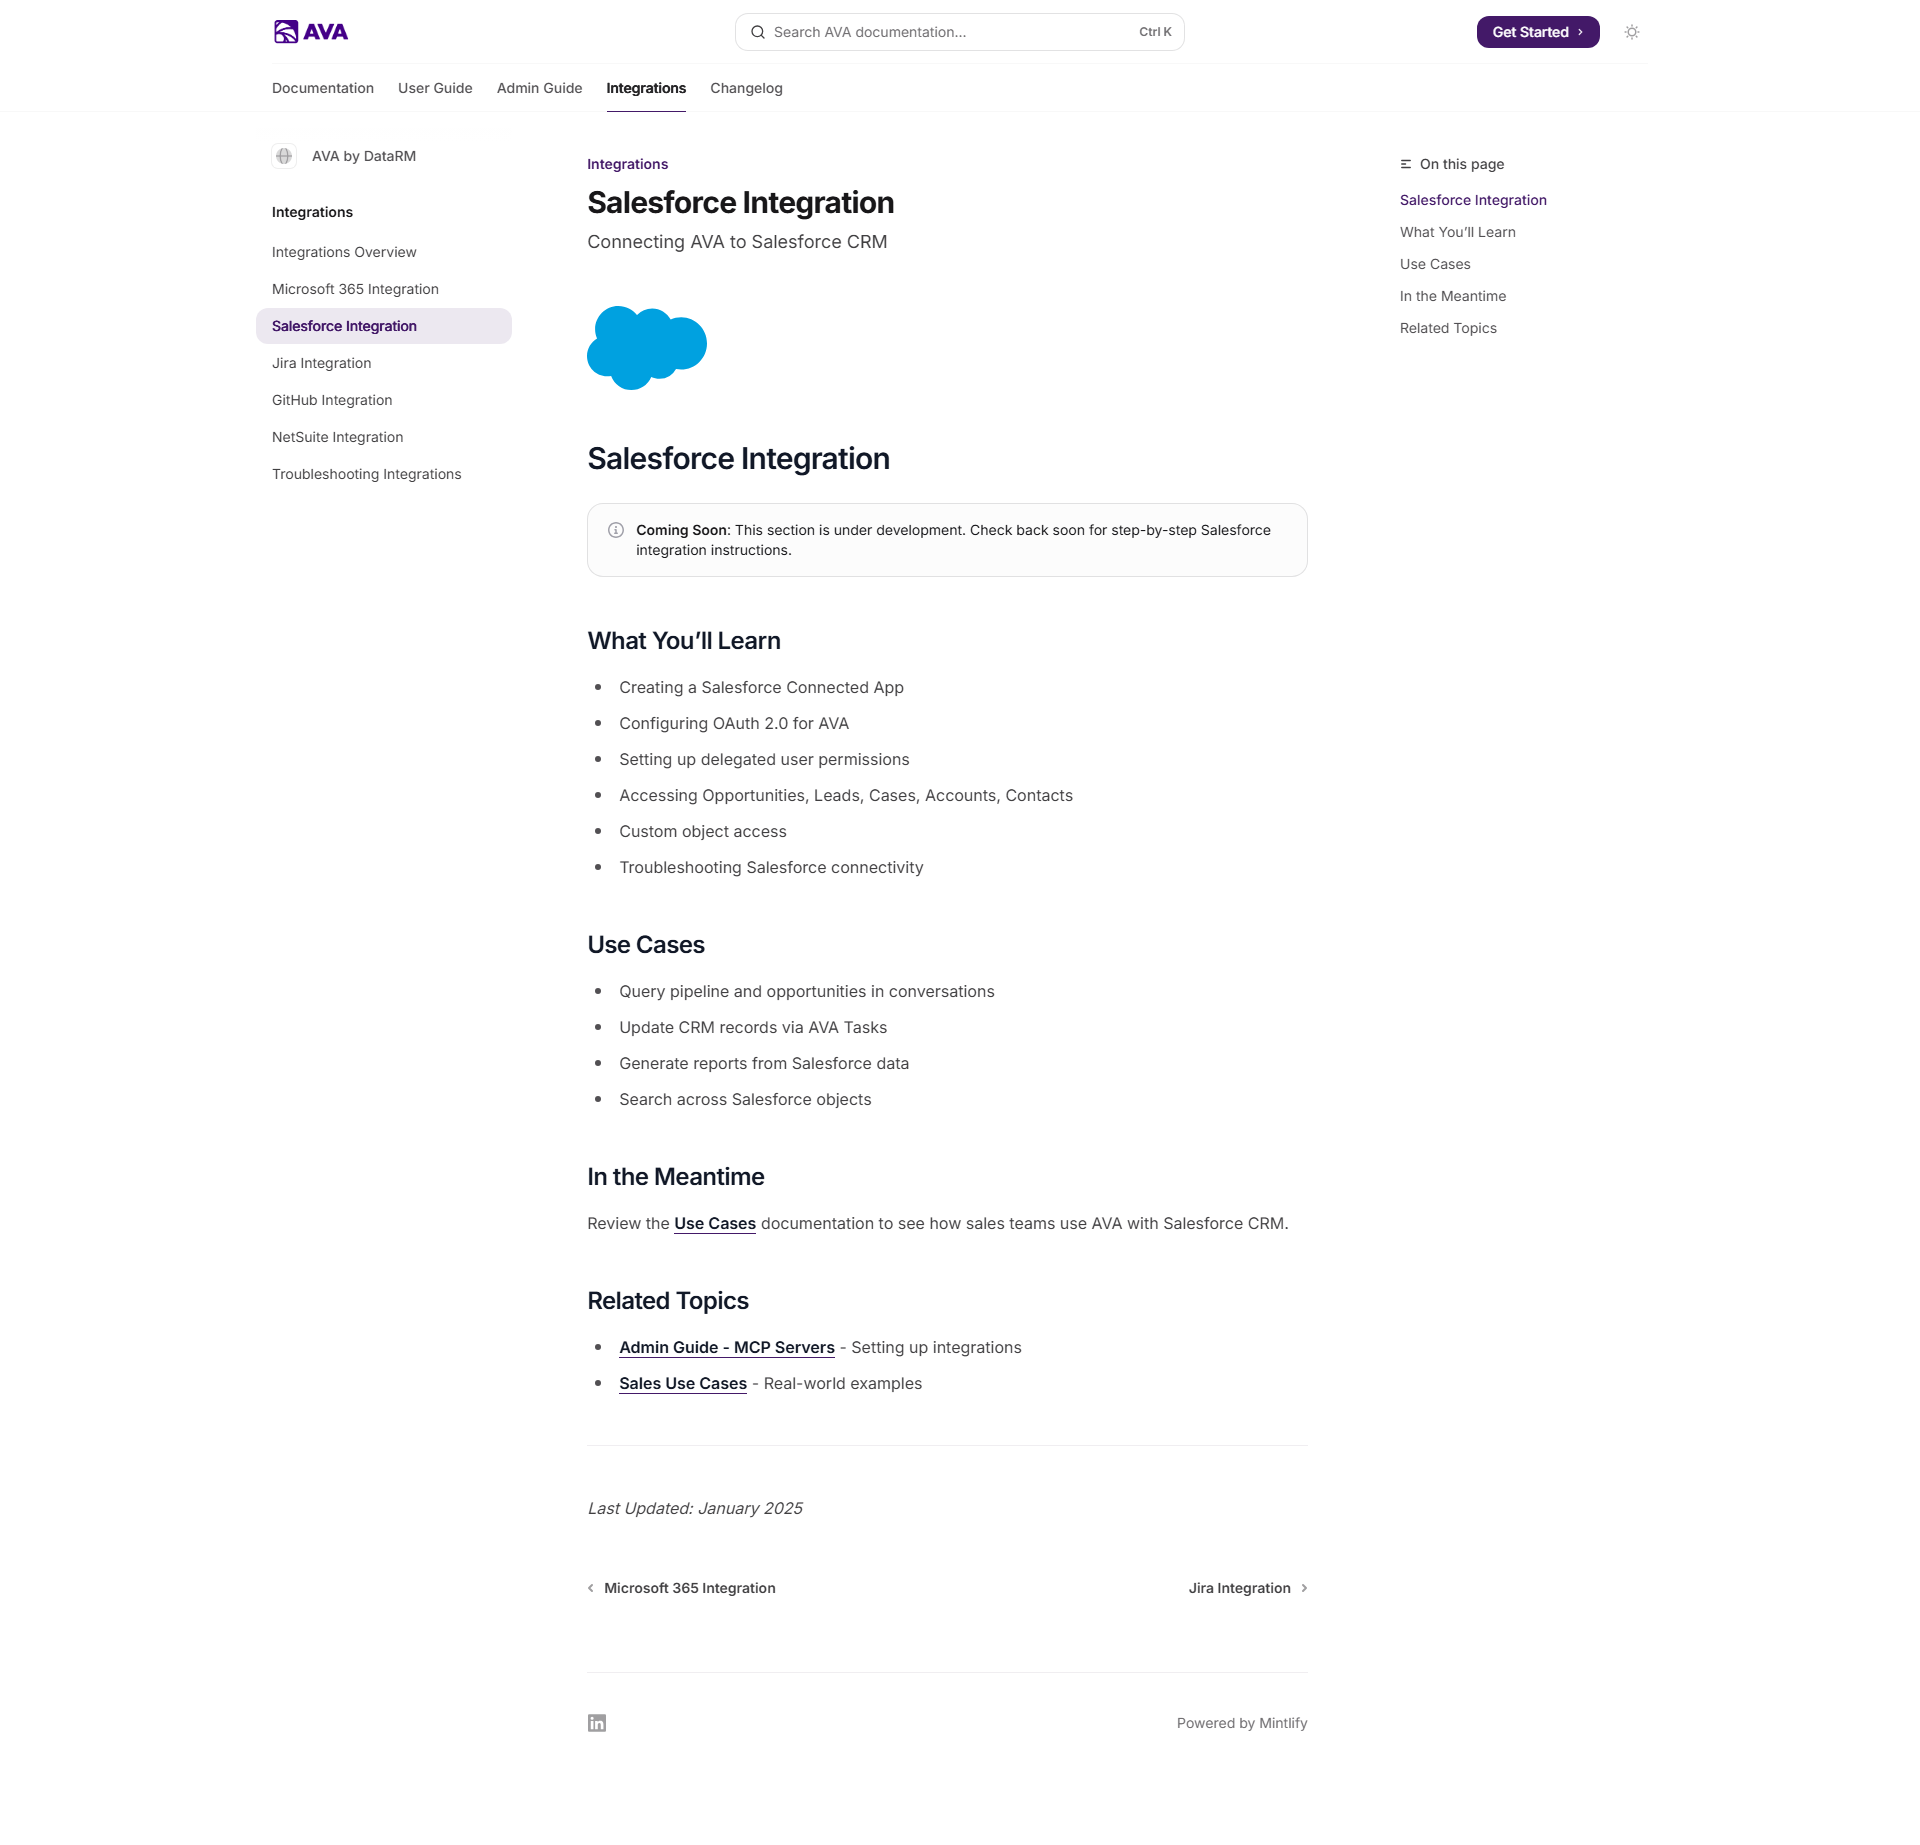 AVA
Search AVA documentation...
Ctrl K
Get Started
Documentation
User Guide
Admin Guide
Integrations
Changelog
AVA by DataRM
Integrations
Integrations Overview
Microsoft 365 Integration
Salesforce Integration
Jira Integration
GitHub Integration
NetSuite Integration
Troubleshooting Integrations
Integrations
Salesforce Integration
Connecting AVA to Salesforce CRM
Salesforce Integration
Coming Soon: This section is under development. Check back soon for step-by-step Salesforce
integration instructions.
What You’ll Learn
Creating a Salesforce Connected App
Configuring OAuth 2.0 for AVA
Setting up delegated user permissions
Accessing Opportunities, Leads, Cases, Accounts, Contacts
Custom object access
Troubleshooting Salesforce connectivity
Use Cases
Query pipeline and opportunities in conversations
Update CRM records via AVA Tasks
Generate reports from Salesforce data
Search across Salesforce objects
In the Meantime
Review the Use Cases documentation to see how sales teams use AVA with Salesforce CRM.
Related Topics
Admin Guide - MCP Servers - Setting up integrations
Sales Use Cases - Real-world examples
Last Updated: January 2025
Microsoft 365 Integration
Jira Integration
in
Powered by Mintlify
On this page
Salesforce Integration
What You’ll Learn
Use Cases
In the Meantime
Related Topics